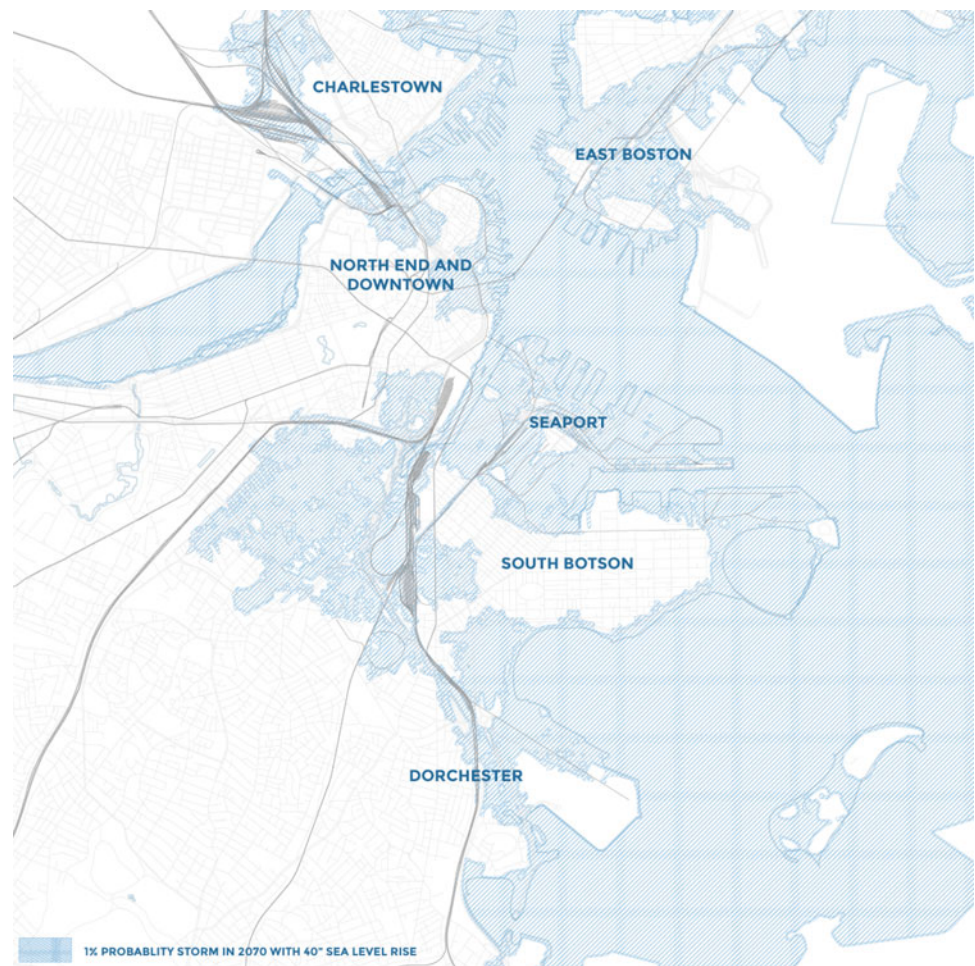 CHARLESTOWN
EAST BOSTON
NORTH END AND
DOWNTOWN
SEAPORT
SOUTH BOTSON
DORCHESTER
1% PROBABLITY STORM IN 2070 WITH 40" SEA LEVEL RISE